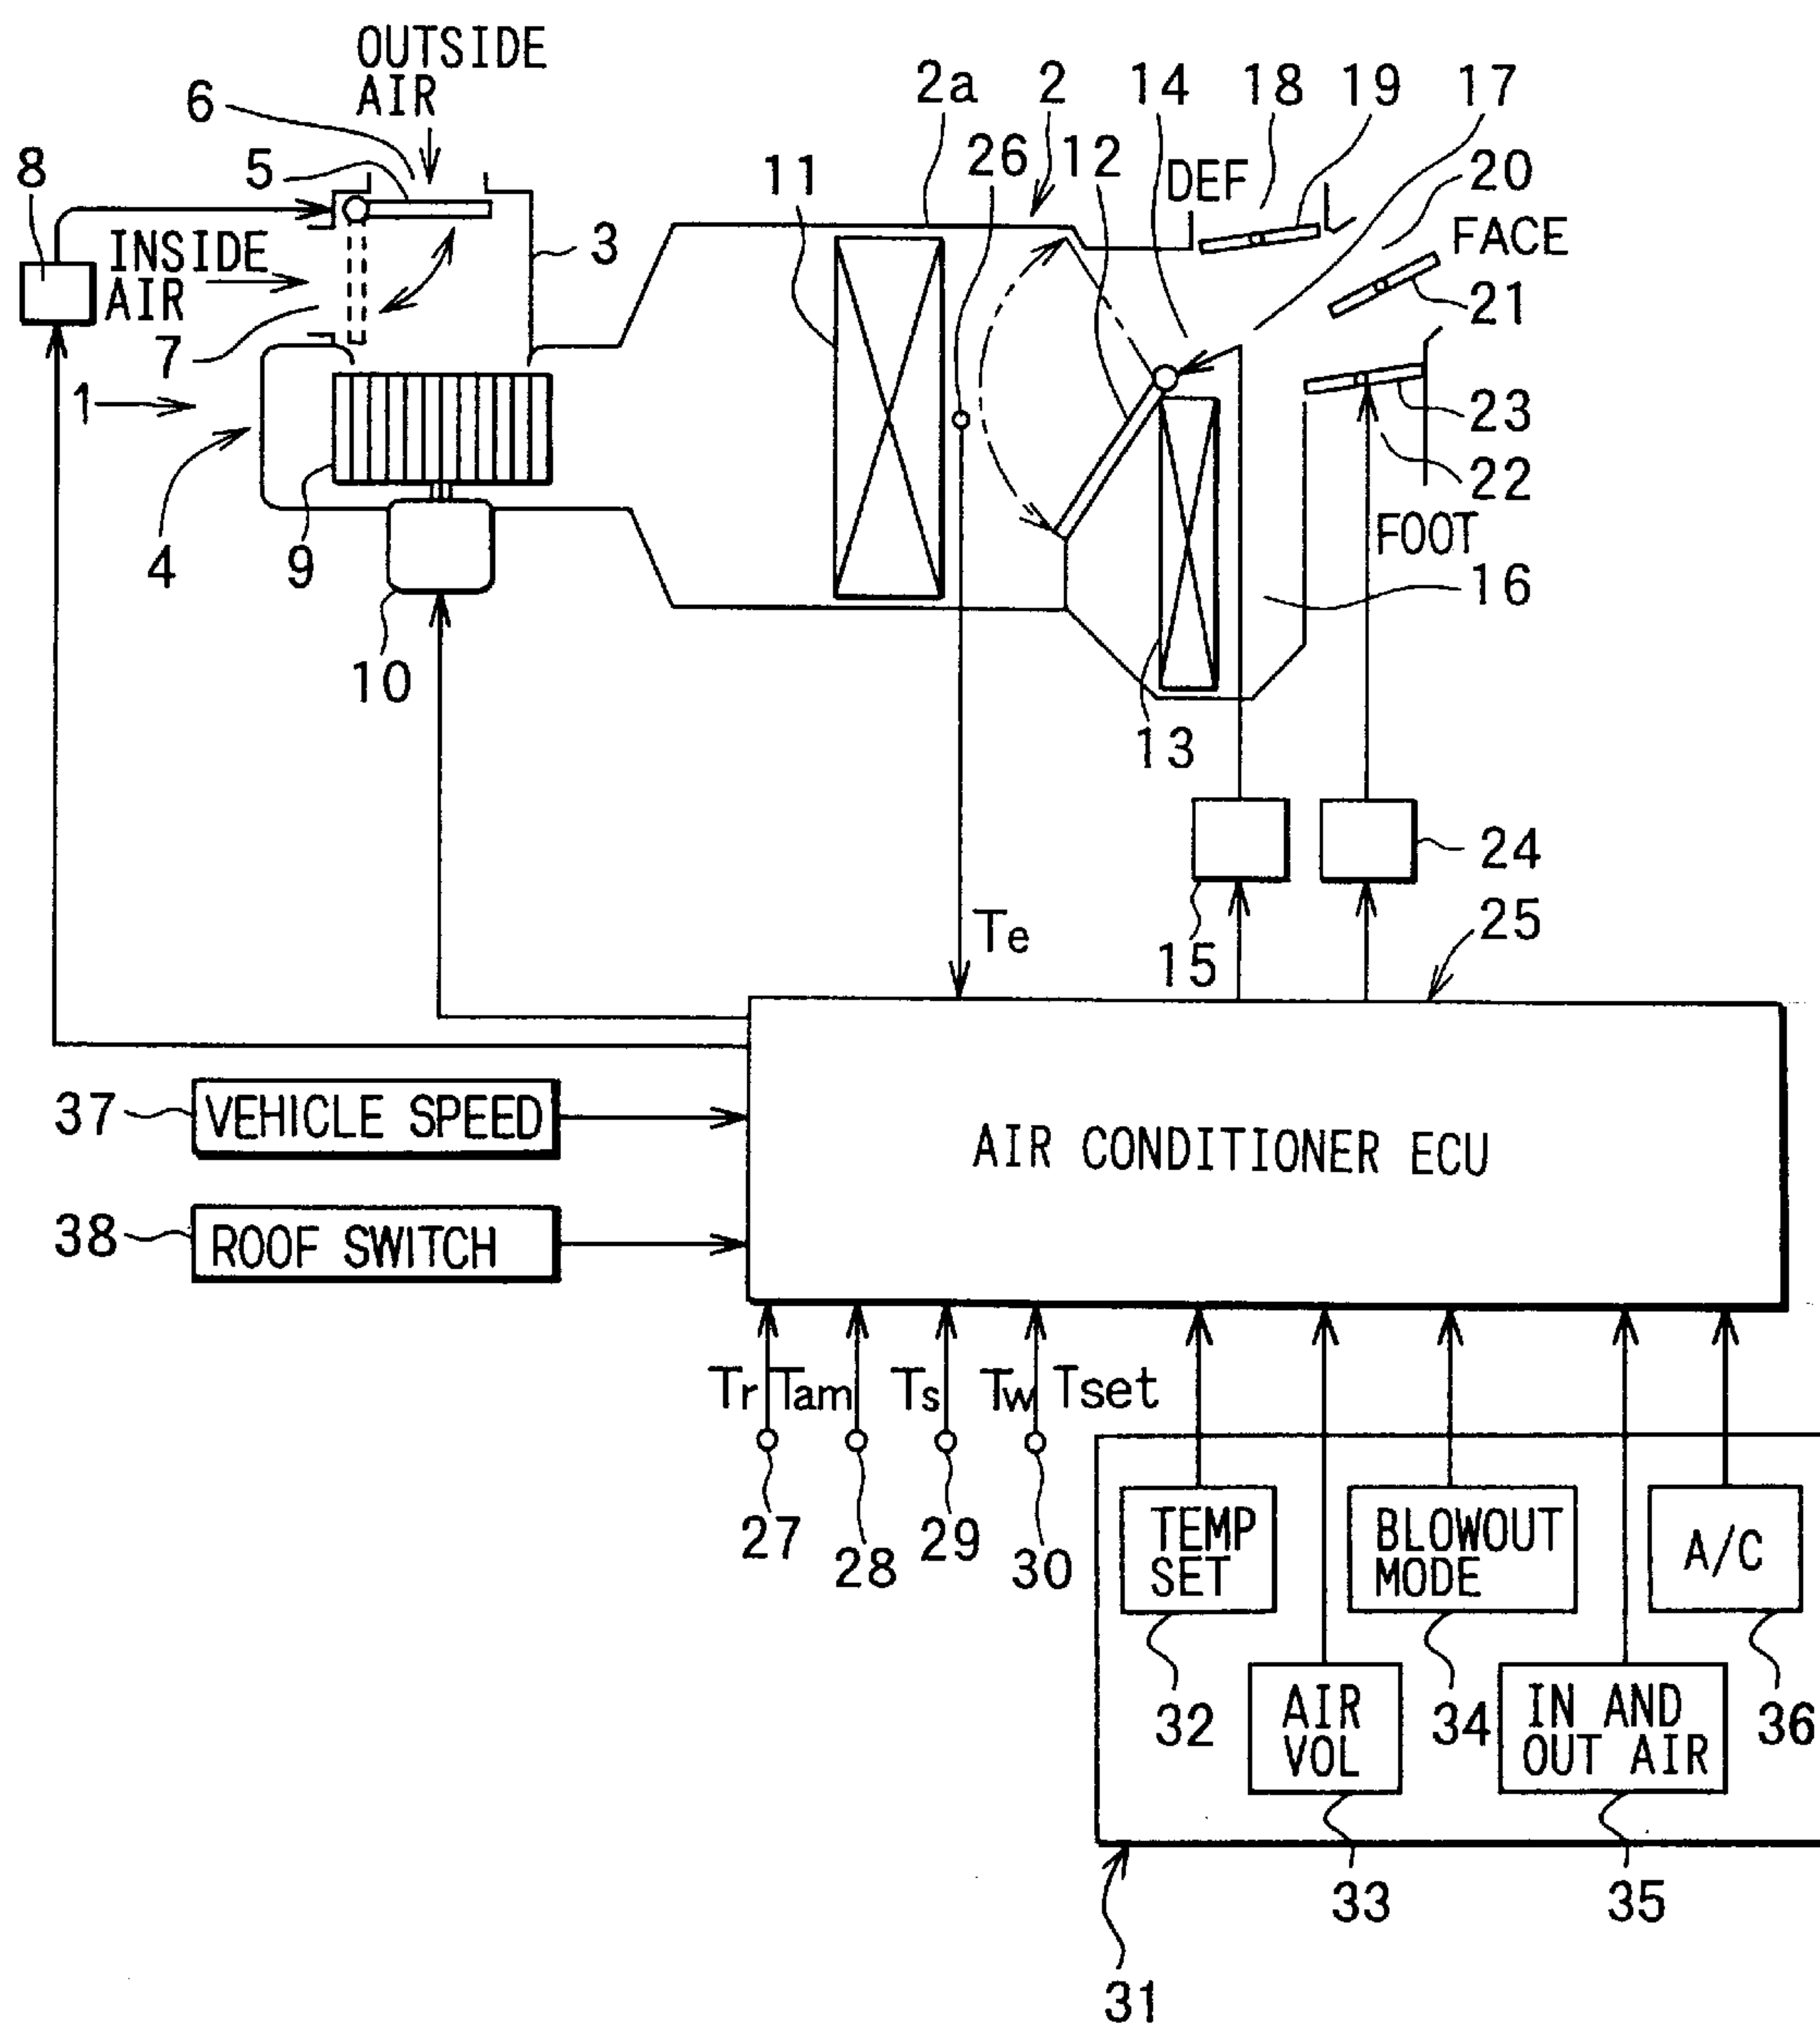 OUTSIDE
AIR
6
2a
2
14
18
19
17
8
5
11
26
12
DEF
20
FACE
INSIDE
AIR
3
21
7
1
23
22
4
9
FOOT
16
10
13
24
Te
15
25
37
VEHICLE SPEED
AIR CONDITIONER ECU
38
ROOF SWITCH
Tr
Tam
Ts
Tw
Tset
27
28
29
30
TEMP
SET
BLOWOUT
MODE
A/C
32
AIR
VOL
34
IN AND
OUT AIR
36
33
35
31